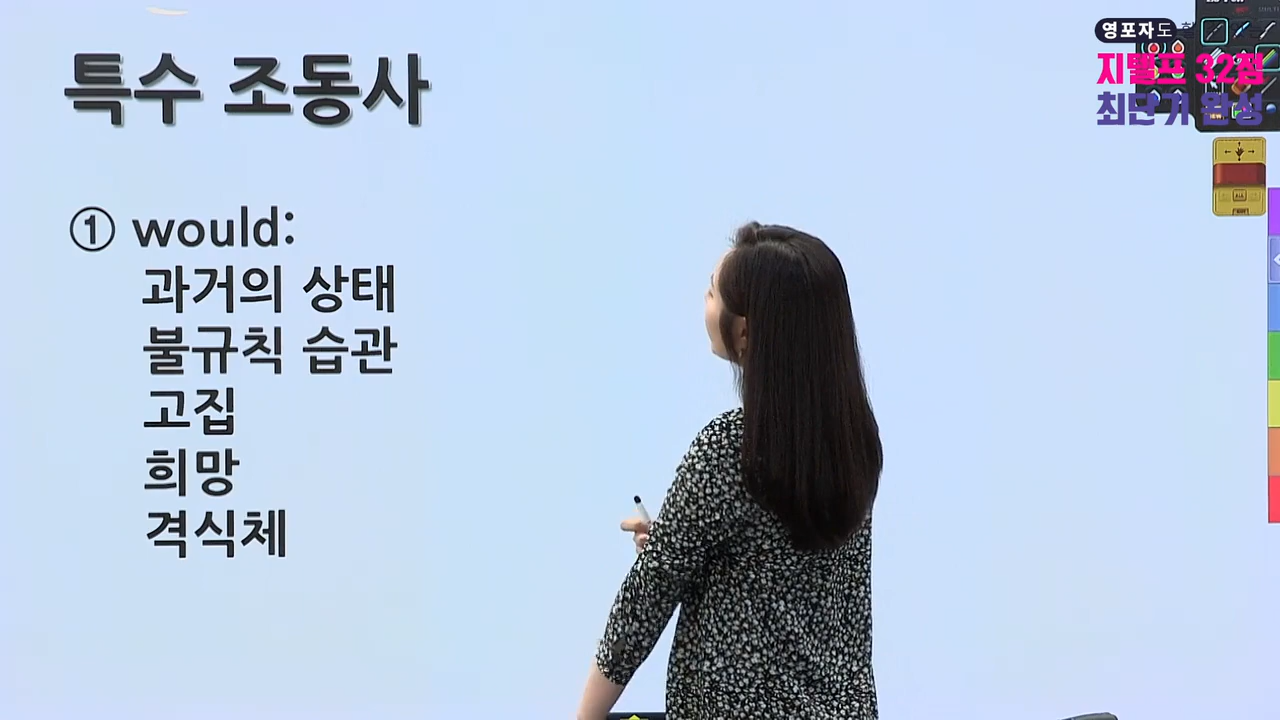 특수 조동사
영포자도
지텔프 32점
최단기 완성
① would:
과거의 상태
불규칙 습관
고집
희망
격식체